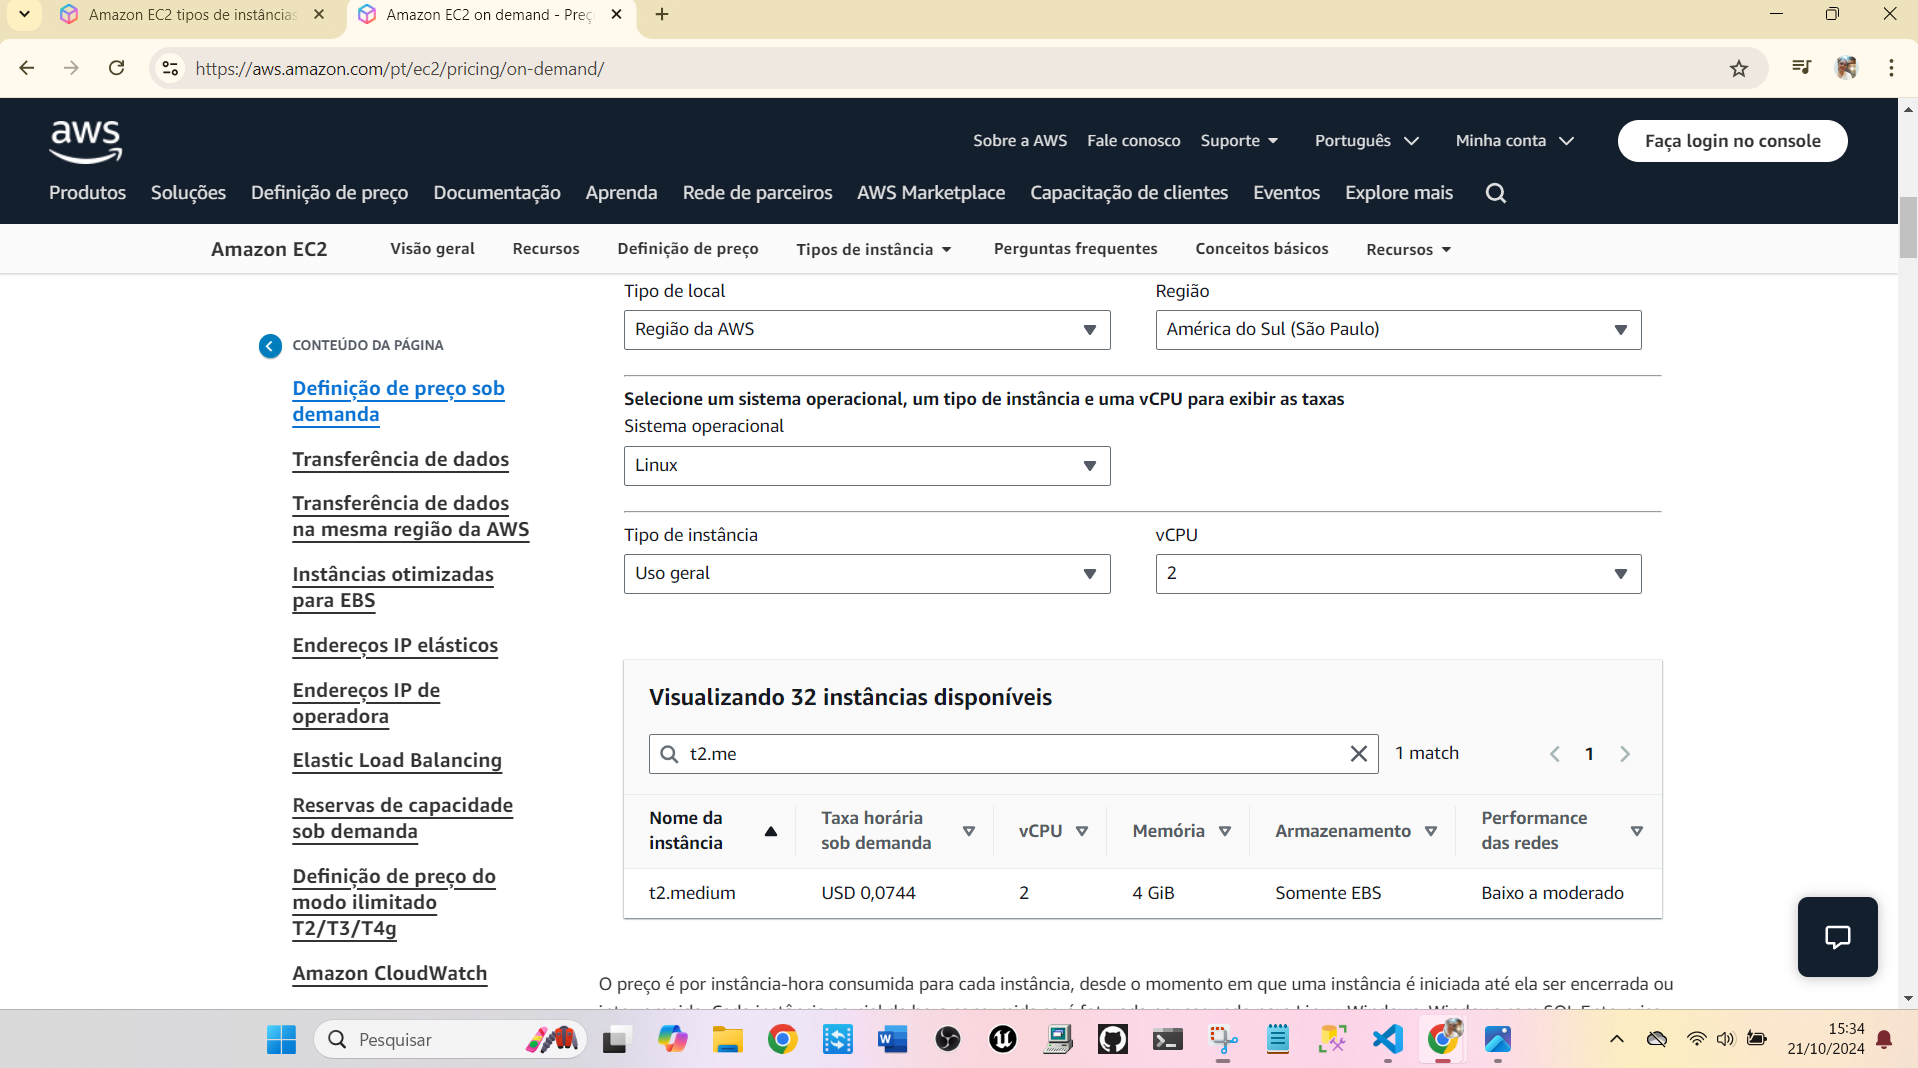 Amazon EC2 tipos de instâncias
Amazon EC2 on demand - Preç
https://aws.amazon.com/pt/ec2/pricing/on-demand/
aws
Sobre a AWS
Fale conosco
Suporte
Português
Minha conta
Faça login no console
Produtos
Soluções
Definição de preço
Documentação
Aprenda
Rede de parceiros
AWS Marketplace
Capacitação de clientes
Eventos
Explore mais
Amazon EC2
Visão geral
Recursos
Definição de preço
Tipos de instância
Perguntas frequentes
Conceitos básicos
Recursos
CONTEÚDO DA PÁGINA
Definição de preço sob
demanda
Transferência de dados
Transferência de dados
na mesma região da AWS
Instâncias otimizadas
para EBS
Endereços IP elásticos
Endereços IP de
operadora
Elastic Load Balancing
Reservas de capacidade
sob demanda
Definição de preço do
modo ilimitado
T2/T3/T4g
Amazon CloudWatch
Tipo de local
Região da AWS
Região
América do Sul (São Paulo)
Selecione um sistema operacional, um tipo de instância e uma vCPU para exibir as taxas
Sistema operacional
Linux
Tipo de instância
Uso geral
vCPU
2
Visualizando 32 instâncias disponíveis
t2.me
1 match
1
Nome da
instância
Taxa horária
sob demanda
vCPU
Memória
Armazenamento
Performance
das redes
t2.medium
USD 0,0744
2
4 GiB
Somente EBS
Baixo a moderado
O preço é por instância-hora consumida para cada instância, desde o momento em que uma instância é iniciada até ela ser encerrada ou
Pesquisar
15:34
21/10/2024